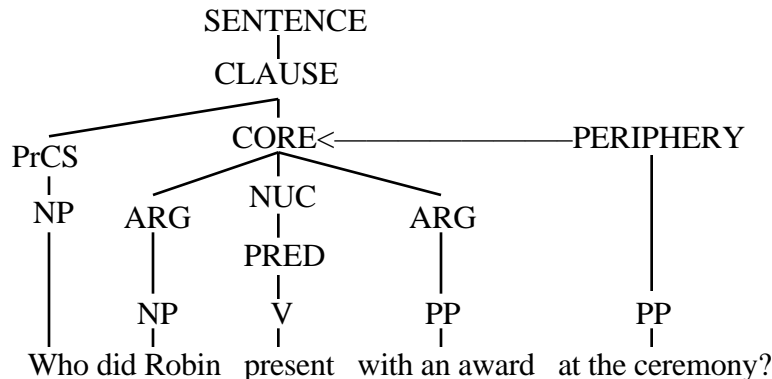 SENTENCE
CLAUSE
PrCS CORE<—————————PERIPHERY
NP ARG NUC ARG
PRED
NP V PP PP
Who did Robin present with an award at the ceremony?